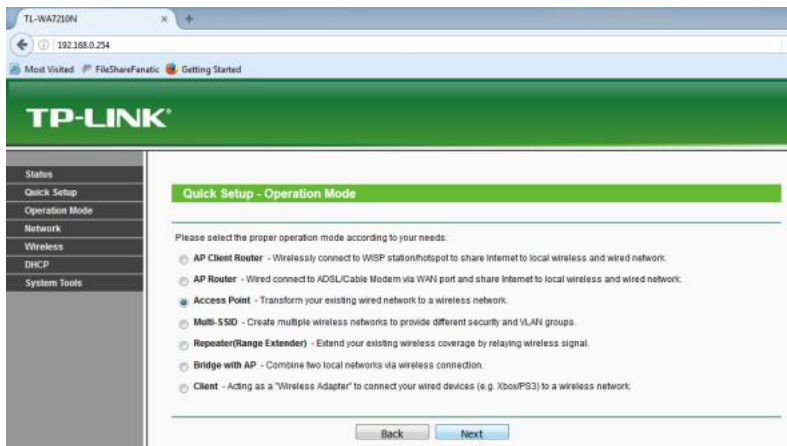 TL-WA7210N
192.168.0.254
Most Visited FileShareFanatic Getting Started
TP-LINK®
Status
Quick Setup
Operation Mode
Network
Wireless
DHCP
System Tools
Quick Setup - Operation Mode
Please select the proper operation mode according to your needs:
AP Client Router - Wirelessly connect to WISP station/hotspot to share Internet to local wireless and wired network.
AP Router - Wired connect to ADSL/Cable Modem via WAN port and share Internet to local wireless and wired network.
Access Point - Transform your existing wired network to a wireless network.
Multi-SSID - Create multiple wireless networks to provide different security and VLAN groups.
Repeater(Range Extender) - Extend your existing wireless coverage by relaying wireless signal.
Bridge with AP - Combine two local networks via wireless connection.
Client - Acting as a "Wireless Adapter" to connect your wired devices (e.g. Xbox/PS3) to a wireless network.
Back Next